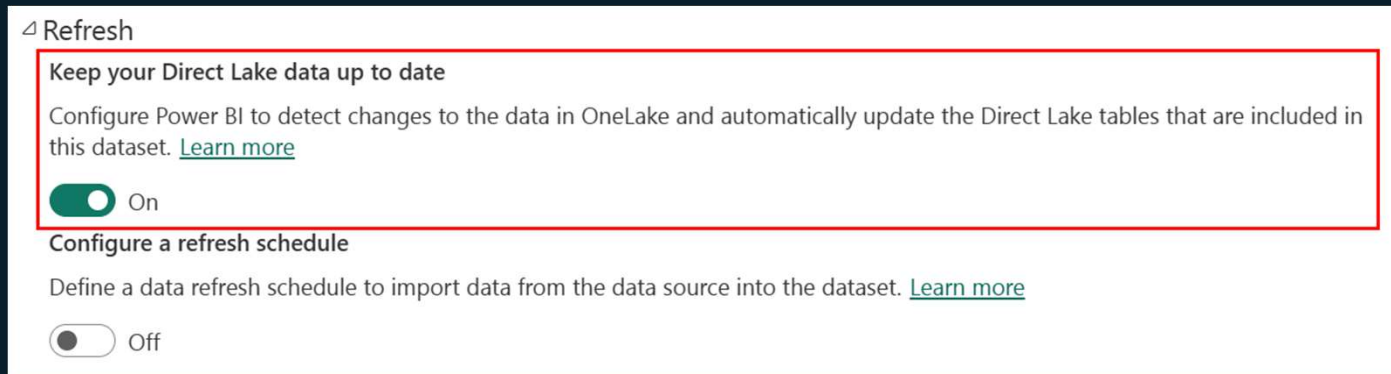 Refresh
Keep your Direct Lake data up to date
Configure Power BI to detect changes to the data in OneLake and automatically update the Direct Lake tables that are included in
this dataset. Learn more
On
Configure a refresh schedule
Define a data refresh schedule to import data from the data source into the dataset. Learn more
Off